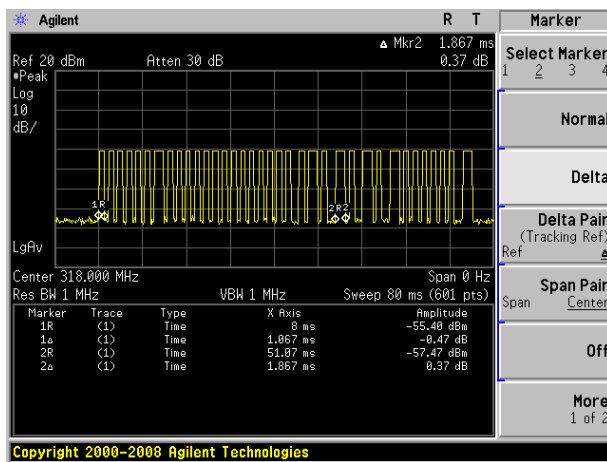 Agilent R T
▵ Mkr2 1.867 ms
Ref 20 dBm Atten 30 dB 0.37 dB
#Peak
Log
10
dB/
1R
2R2
LgAv
Center 318.000 MHz Span 0 Hz
Res BW 1 MHz VBW 1 MHz Sweep 80 ms (601 pts)
Marker Trace Type X Axis Amplitude
1R (1) Time 8 ms -55.40 dBm
1▵ (1) Time 1.067 ms -0.47 dB
2R (1) Time 51.07 ms -57.47 dBm
2▵ (1) Time 1.867 ms 0.37 dB
Copyright 2000-2008 Agilent Technologies
Marker
Select Marker
1 2 3 4
Normal
Delta
Delta Pair
(Tracking Ref)
Ref ▵
Span Pair
Span Center
Off
More
1 of 2